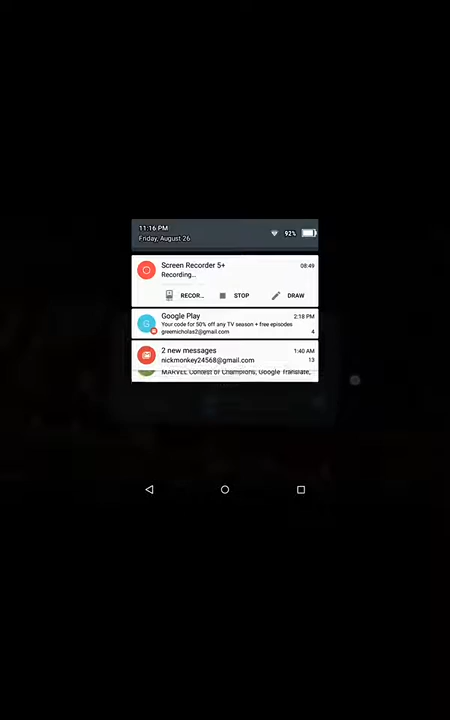 11:16 PM
Friday, August 26
92%
Screen Recorder 5+
08:49
Recording...
RECOR...
STOP
DRAW
Google Play
2:18 PM
Your code for 50% off any TV season + free episodes
greemicholas2@gmail.com
4
2 new messages
1:40 AM
nickmonkey24568@gmail.com
13
MARVEL Contest of Champions, Google Translate,